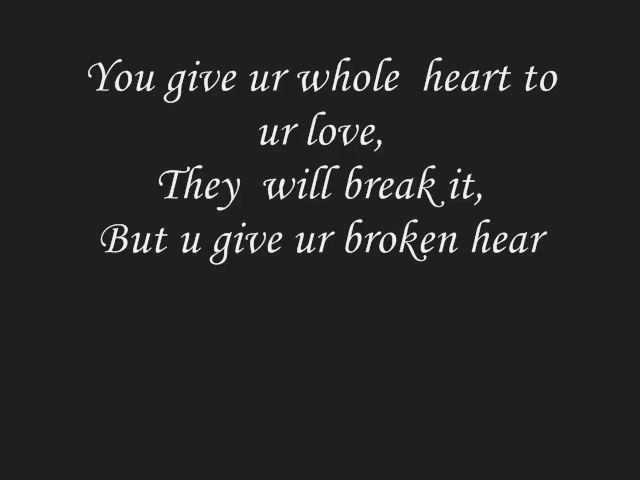 You give ur whole heart to
ur love,
They will break it,
But u give ur broken hear